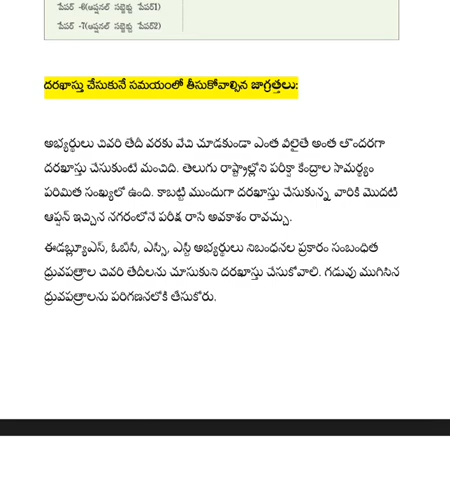 పేపర్ -6(ఆప్షనల్ సబ్జెక్టు పేపర్1)
పేపర్ -7(ఆప్షనల్ సబ్జెక్టు పేపర్2)
దరఖాస్తు చేసుకునే సమయంలో తీసుకోవాల్సిన జాగ్రత్తలు:
అభ్యర్థులు చివరి తేదీ వరకు వేచి చూడకుండా ఎంత వీలైతే అంత తొందరగా
దరఖాస్తు చేసుకుంటే మంచిది. తెలుగు రాష్ట్రాల్లోని పరీక్షా కేంద్రాల సామర్థ్యం
పరిమిత సంఖ్యలో ఉంది. కాబట్టి ముందుగా దరఖాస్తు చేసుకున్న వారికి మొదటి
ఆప్షన్ ఇచ్చిన నగరంలోనే పరీక్ష రాసే అవకాశం రావచ్చు.
ఈడబ్ల్యూఎస్, ఓబీసీ, ఎస్సీ, ఎస్టీ అభ్యర్థులు నిబంధనల ప్రకారం సంబంధిత
ధ్రువపత్రాల చివరి తేదీలను చూసుకుని దరఖాస్తు చేసుకోవాలి. గడువు ముగిసిన
ధ్రువపత్రాలను పరిగణనలోకి తీసుకోరు.